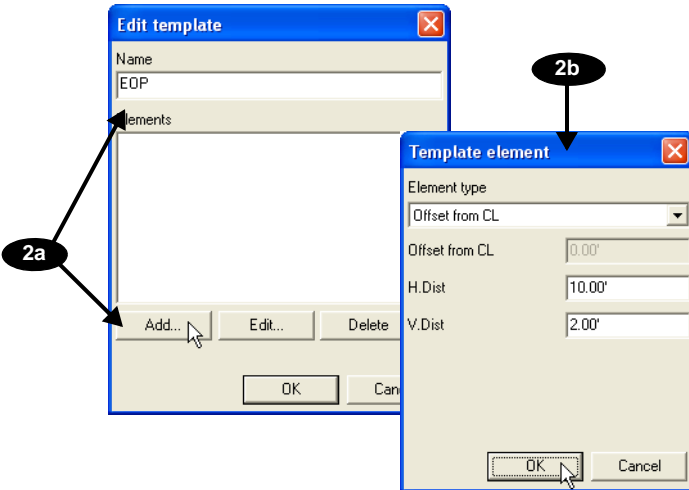 Edit template
Name
EOP
lements
Add...
Edit...
Delete
OK
Can
2a
2b
Template element
Element type
Offset from CL
Offset from CL
0.00'
H.Dist
10.00'
V.Dist
2.00'
OK
Cancel